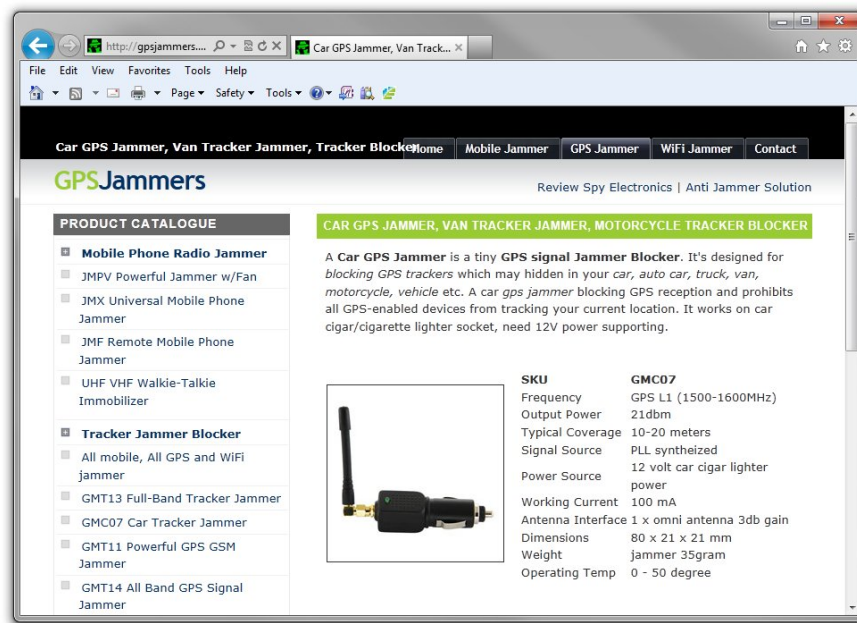 http://gpsjammers....
Car GPS Jammer, Van Track...
File Edit View Favorites Tools Help
Page Safety Tools
Car GPS Jammer, Van Tracker Jammer, Tracker Blocker
Home Mobile Jammer GPS Jammer WiFi Jammer Contact
GPSJammers
Review Spy Electronics | Anti Jammer Solution
PRODUCT CATALOGUE
Mobile Phone Radio Jammer
JMPV Powerful Jammer w/Fan
JMX Universal Mobile Phone
Jammer
JMF Remote Mobile Phone
Jammer
UHF VHF Walkie-Talkie
Immobilizer
Tracker Jammer Blocker
All mobile, All GPS and WiFi
jammer
GMT13 Full-Band Tracker Jammer
GMC07 Car Tracker Jammer
GMT11 Powerful GPS GSM
Jammer
GMT14 All Band GPS Signal
Jammer
CAR GPS JAMMER, VAN TRACKER JAMMER, MOTORCYCLE TRACKER BLOCKER
A Car GPS Jammer is a tiny GPS signal Jammer Blocker. It's designed for
blocking GPS trackers which may hidden in your car, auto car, truck, van,
motorcycle, vehicle etc. A car gps jammer blocking GPS reception and prohibits
all GPS-enabled devices from tracking your current location. It works on car
cigar/cigarette lighter socket, need 12V power supporting.
SKU GMC07
Frequency GPS L1 (1500-1600MHz)
Output Power 21dbm
Typical Coverage 10-20 meters
Signal Source PLL syntheized
Power Source 12 volt car cigar lighter
power
Working Current 100 mA
Antenna Interface 1 x omni antenna 3db gain
Dimensions 80 x 21 x 21 mm
Weight jammer 35gram
Operating Temp 0 - 50 degree